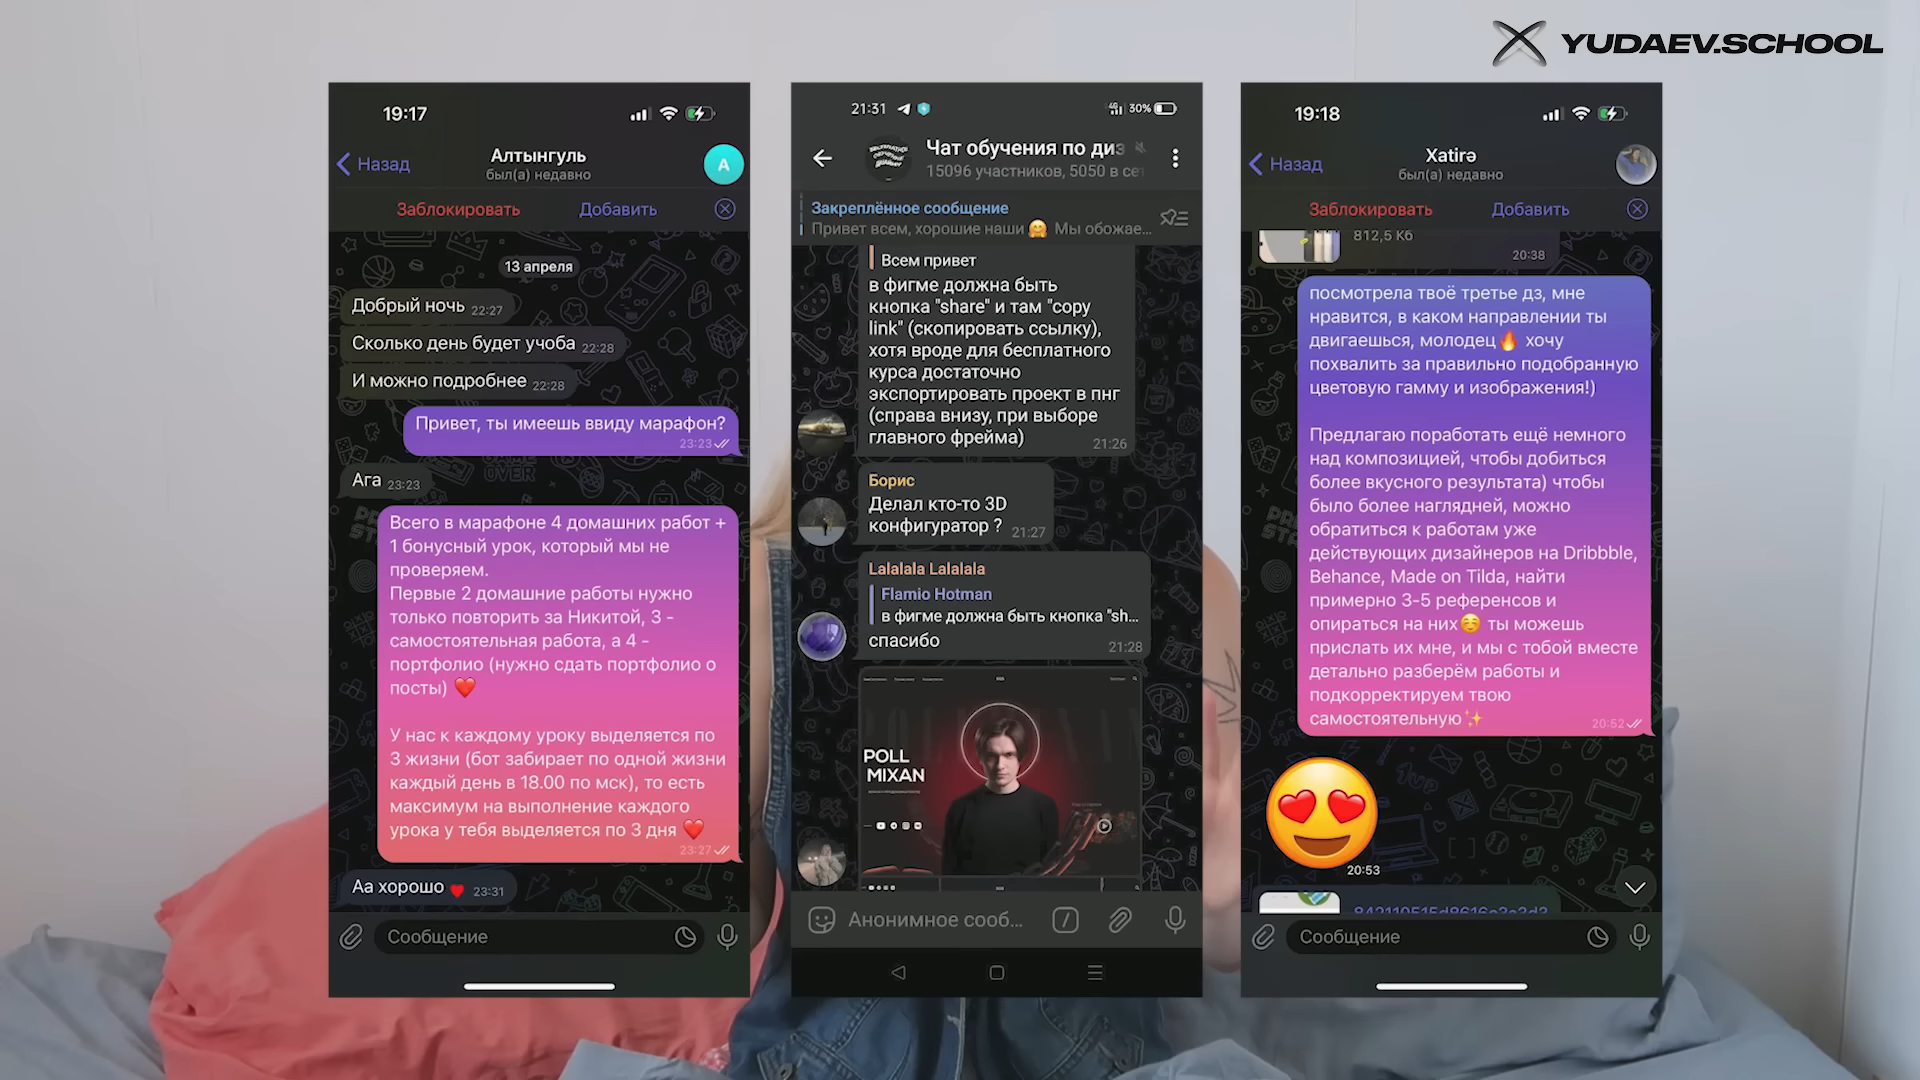 YUDAEV.SCHOOL
19:17
Назад
Алтынгуль
был(а) недавно
A
Заблокировать
Добавить
13 апреля
Добрый ночь 22:27
Сколько день будет учоба 22:28
И можно подробнее 22:28
Привет, ты имеешь ввиду марафон?
23:23
Ага 23:23
Всего в марафоне 4 домашних работ +
1 бонусный урок, который мы не
проверяем.
Первые 2 домашние работы нужно
только повторить за Никитой, 3 -
самостоятельная работа, а 4 -
портфолио (нужно сдать портфолио о
посты) ❤️
У нас к каждому уроку выделяется по
3 жизни (бот забирает по одной жизни
каждый день в 18.00 по мск), то есть
максимум на выполнение каждого
урока у тебя выделяется по 3 дня ❤️
23:27
Аа хорошо ♥️ 23:31
Сообщение
21:31
4G
30%
Чат обучения по диз
15096 участников, 5050 в сет
Закреплённое сообщение
Привет всем, хорошие наши 🤗 Мы обожае...
Всем привет
в фигме должна быть
кнопка "share" и там "copy
link" (скопировать ссылку),
хотя вроде для бесплатного
курса достаточно
экспортировать проект в пнг
(справа внизу, при выборе
главного фрейма)
21:26
Борис
Делал кто-то 3D
конфигуратор ? 21:27
Lalalala Lalalala
Flamio Hotman
в фигме должна быть кнопка "sh...
спасибо
21:28
POLL
MIXAN
Анонимное сооб...
19:18
Назад
Xatirə
был(а) недавно
Заблокировать
Добавить
812,5 Кб
20:38
посмотрела твоё третье дз, мне
нравится, в каком направлении ты
двигаешься, молодец🔥 хочу
похвалить за правильно подобранную
цветовую гамму и изображения!)
Предлагаю поработать ещё немного
над композицией, чтобы добиться
более вкусного результата) чтобы
было более наглядней, можно
обратиться к работам уже
действующих дизайнеров на Dribbble,
Behance, Made on Tilda, найти
примерно 3-5 референсов и
опираться на них☺️ ты можешь
прислать их мне, и мы с тобой вместе
детально разберём работы и
подкорректируем твою
самостоятельную✨
20:52
20:53
Сообщение